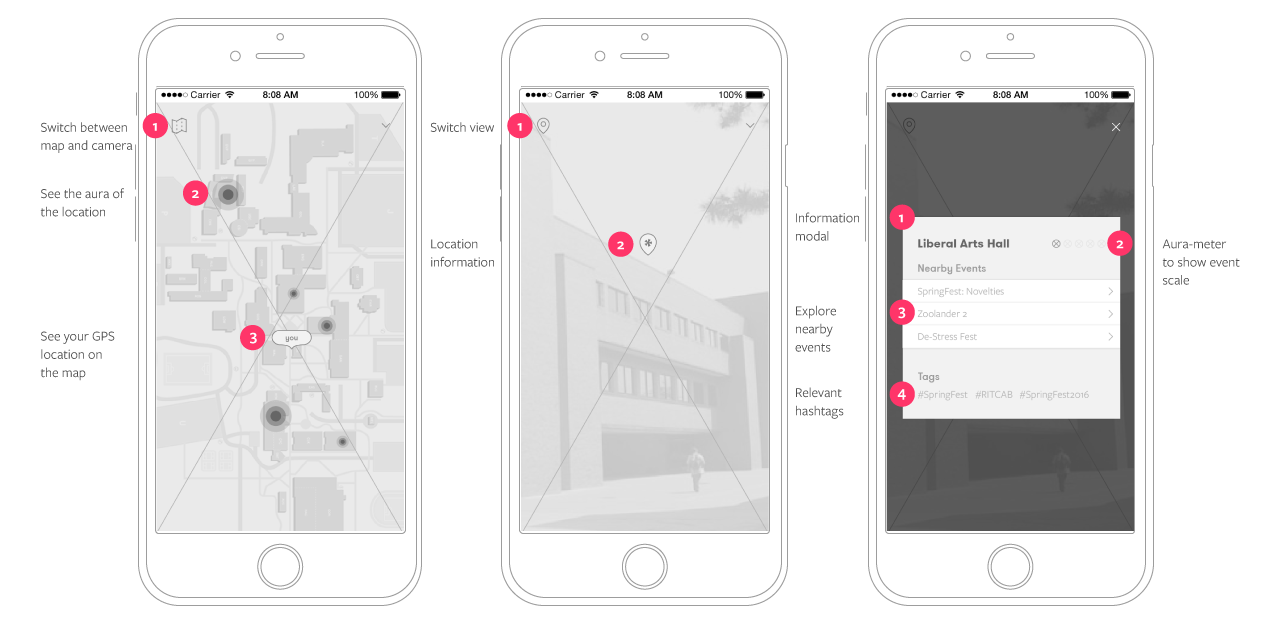 Carrier
8:08 AM
100%
1
Switch between
map and camera
2
See the aura of
the location
3
you
See your GPS
location on
the map
Carrier
8:08 AM
100%
1
Switch view
2
Location
information
Carrier
8:08 AM
100%
1
Information
modal
Liberal Arts Hall
2
Aura-meter
to show event
scale
Nearby Events
SpringFest: Novelties
3
Zoolander 2
De-Stress Fest
Explore
nearby
events
Tags
4
#SpringFest #RITCAB #SpringFest2016
Relevant
hashtags